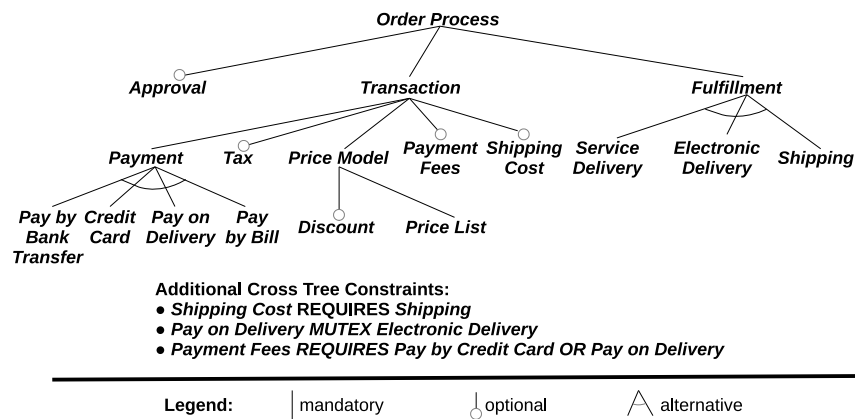 Order Process
Approval
Transaction
Fulfillment
Payment
Tax
Price Model
Payment
Fees
Shipping
Cost
Service
Delivery
Electronic
Delivery
Shipping
Pay by
Bank
Transfer
Credit
Card
Pay on
Delivery
Pay
by Bill
Discount
Price List
Additional Cross Tree Constraints:
● Shipping Cost REQUIRES Shipping
● Pay on Delivery MUTEX Electronic Delivery
● Payment Fees REQUIRES Pay by Credit Card OR Pay on Delivery
Legend: mandatory optional alternative